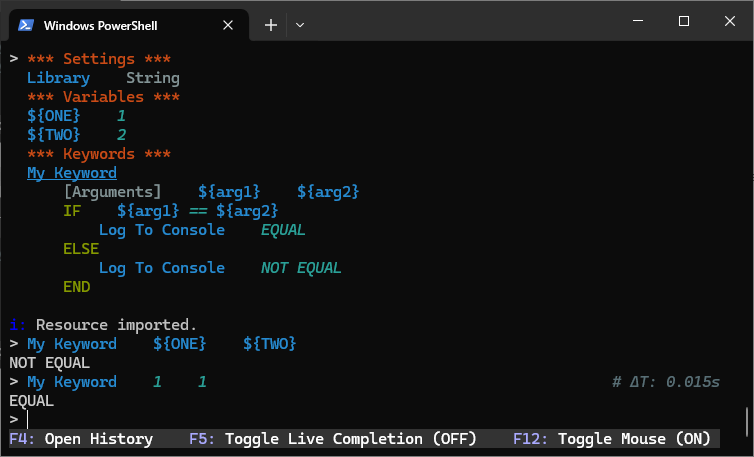 Windows PowerShell
> *** Settings ***
Library    String
*** Variables ***
${ONE}    1
${TWO}    2
*** Keywords ***
My Keyword
    [Arguments]    ${arg1}    ${arg2}
    IF    ${arg1} == ${arg2}
        Log To Console    EQUAL
    ELSE
        Log To Console    NOT EQUAL
    END
i: Resource imported.
> My Keyword    ${ONE}    ${TWO}
NOT EQUAL
> My Keyword    1    1    # ΔT: 0.015s
EQUAL
>
F4: Open History    F5: Toggle Live Completion (OFF)    F12: Toggle Mouse (ON)